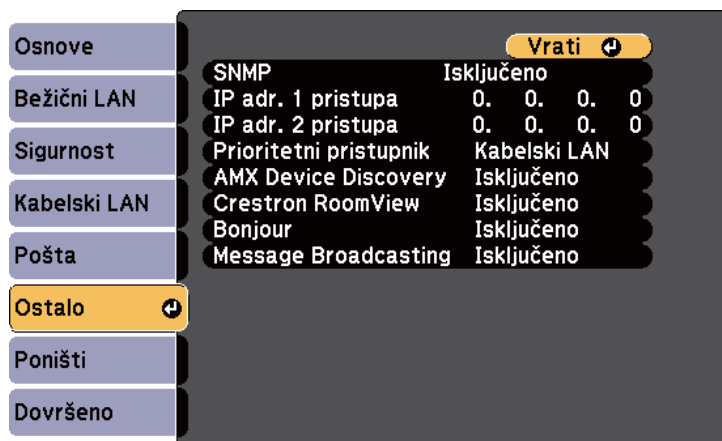 Osnove
Bežični LAN
Sigurnost
Kabelski LAN
Pošta
Ostalo
Poništi
Dovršeno
Vrati
SNMP Isključeno
IP adr. 1 pristupa 0. 0. 0. 0
IP adr. 2 pristupa 0. 0. 0. 0
Prioritetni pristupnik Kabelski LAN
AMX Device Discovery Isključeno
Crestron RoomView Isključeno
Bonjour Isključeno
Message Broadcasting Isključeno